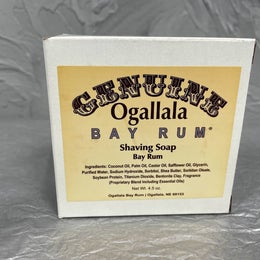 GENUINE
Ogallala
BAY RUM®
Shaving Soap
Bay Rum
Ingredients: Coconut Oil, Palm Oil, Castor Oil, Safflower Oil, Glycerin,
Purified Water, Sodium Hydroxide, Sorbitol, Shea Butter, Sorbitan Oleate,
Soybean Protein, Titanium Dioxide, Bentonite Clay, Fragrance
(Proprietary Blend Including Essential Oils)
Net Wt. 4.5 oz.
Ogallala Bay Rum | Ogallala, NE 69153